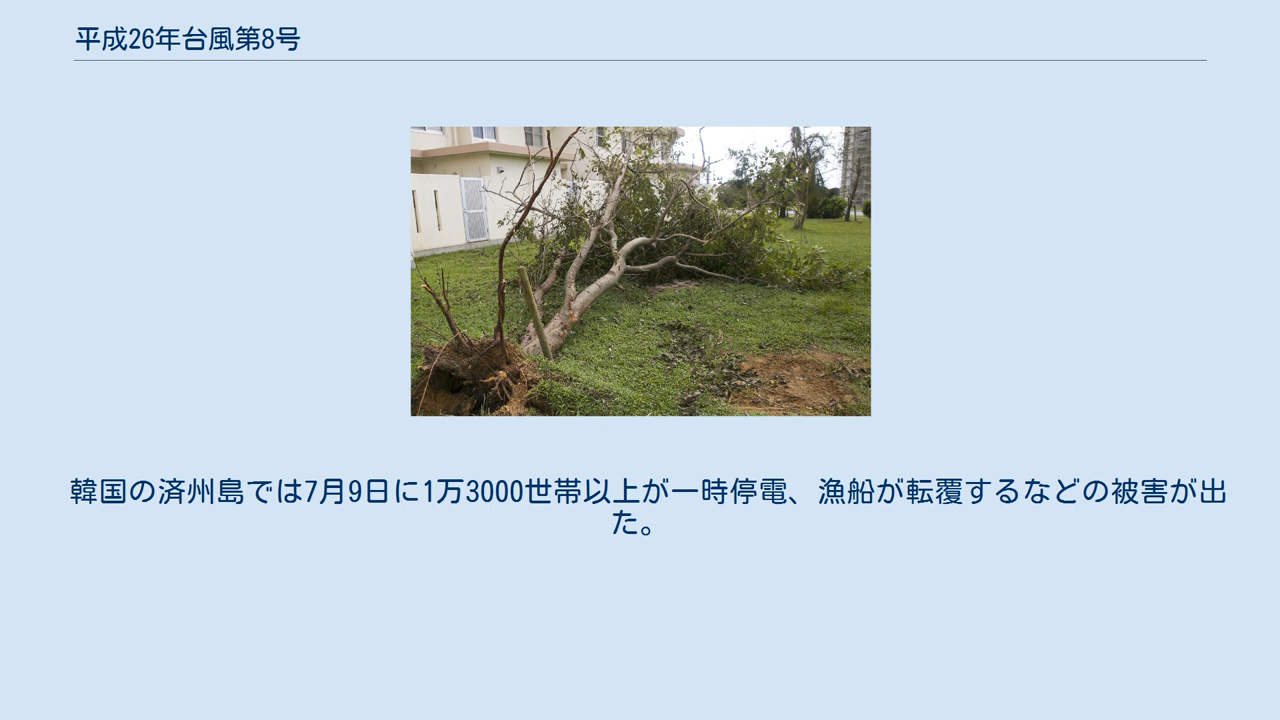 平成26年台風第8号
韓国の済州島では7月9日に1万3000世帯以上が一時停電、漁船が転覆するなどの被害が出
た。